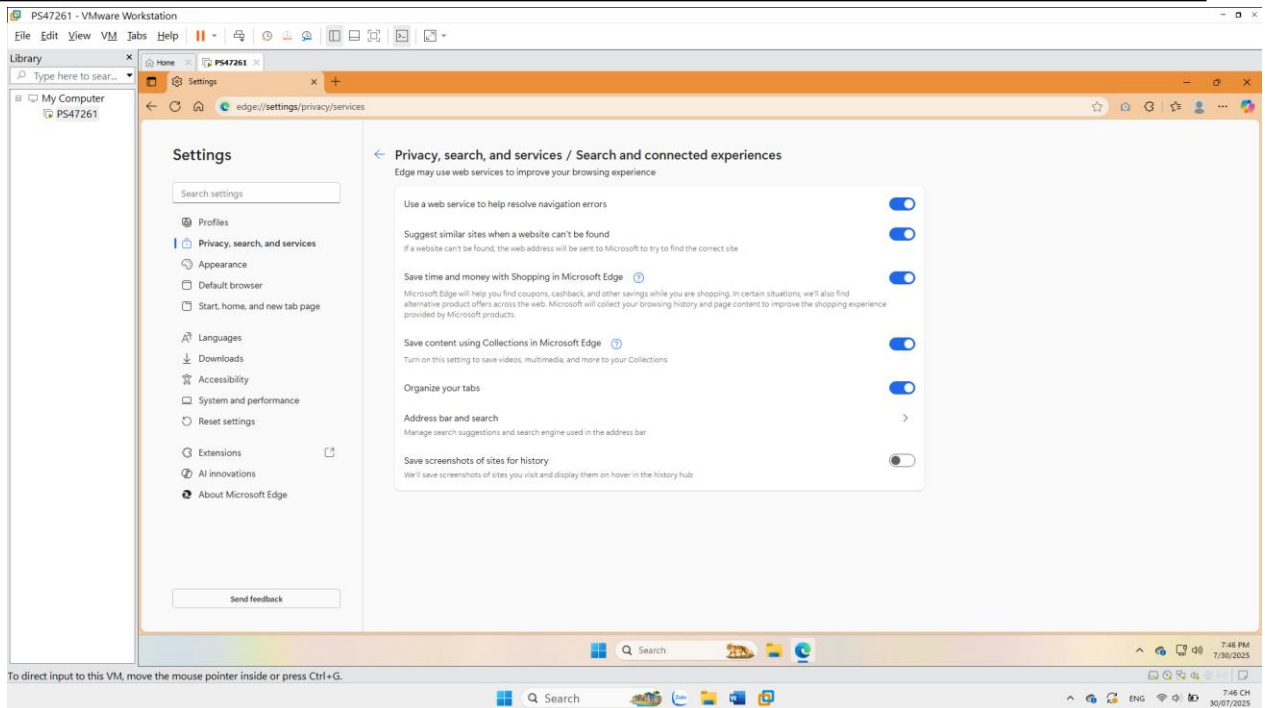 PS47261 - VMware Workstation
File Edit View VM Tabs Help
Library
Type here to sear...
My Computer
PS47261
Home
PS47261
Settings
edge://settings/privacy/services
Settings
Search settings
Profiles
Privacy, search, and services
Appearance
Default browser
Start, home, and new tab page
Languages
Downloads
Accessibility
System and performance
Reset settings
Extensions
AI innovations
About Microsoft Edge
Send feedback
Privacy, search, and services / Search and connected experiences
Edge may use web services to improve your browsing experience
Use a web service to help resolve navigation errors
Suggest similar sites when a website can't be found
If a website can't be found, the web address will be sent to Microsoft to try to find the correct site
Save time and money with Shopping in Microsoft Edge
Microsoft Edge will help you find coupons, cashback, and other savings while you are shopping. In certain situations, we'll also find
alternative product offers across the web. Microsoft will collect your browsing history and page content to improve the shopping experience
provided by Microsoft products.
Save content using Collections in Microsoft Edge
Turn on this setting to save videos, multimedia, and more to your Collections
Organize your tabs
Address bar and search
Manage search suggestions and search engine used in the address bar
Save screenshots of sites for history
We'll save screenshots of sites you visit and display them on hover in the history hub
Search
7:46 PM
7/30/2025
To direct input to this VM, move the mouse pointer inside or press Ctrl+G.
Search
Zalo
ENG
7:46 CH
30/07/2025